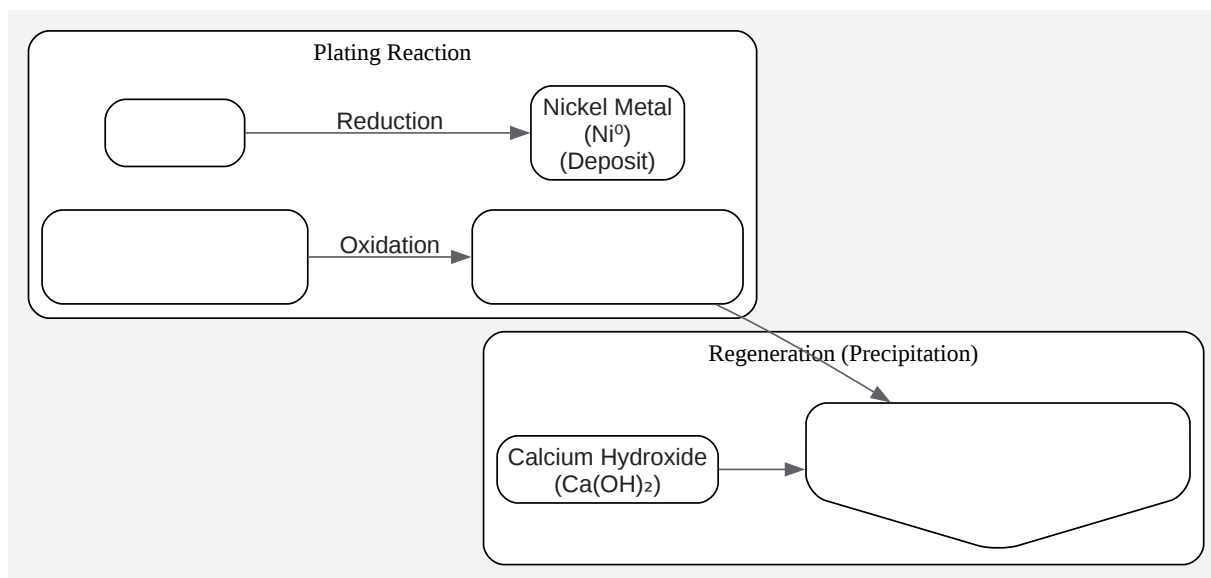 Plating Reaction
Reduction
Nickel Metal
(Ni⁰)
(Deposit)
Oxidation
Regeneration (Precipitation)
Calcium Hydroxide
(Ca(OH)₂)